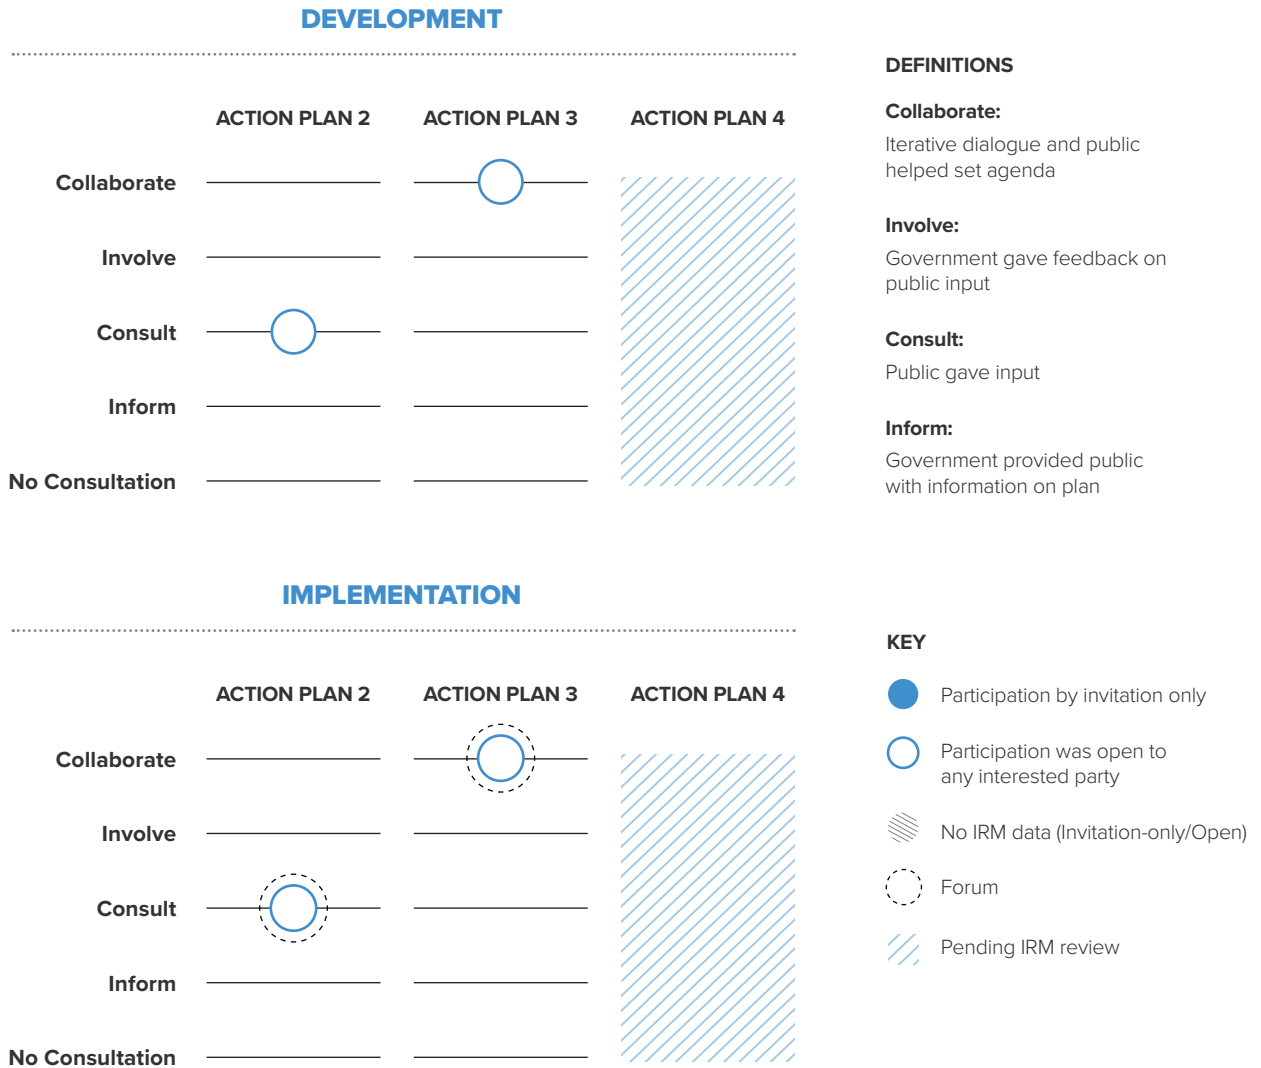 DEVELOPMENT
ACTION PLAN 2 ACTION PLAN 3 ACTION PLAN 4
Collaborate
Involve
Consult
Inform
No Consultation
DEFINITIONS
Collaborate:
Iterative dialogue and public
helped set agenda
Involve:
Government gave feedback on
public input
Consult:
Public gave input
Inform:
Government provided public
with information on plan
IMPLEMENTATION
ACTION PLAN 2 ACTION PLAN 3 ACTION PLAN 4
Collaborate
Involve
Consult
Inform
No Consultation
KEY
Participation by invitation only
Participation was open to
any interested party
No IRM data (Invitation-only/Open)
Forum
Pending IRM review